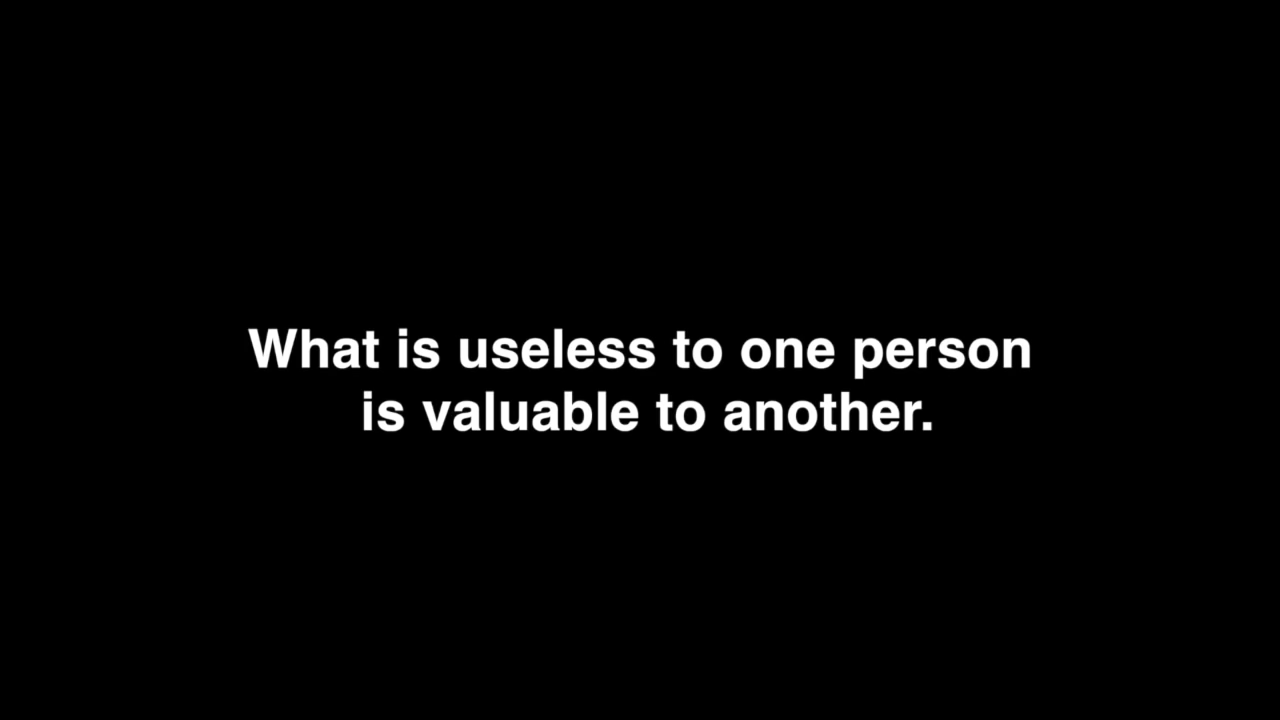 What is useless to one person
is valuable to another.